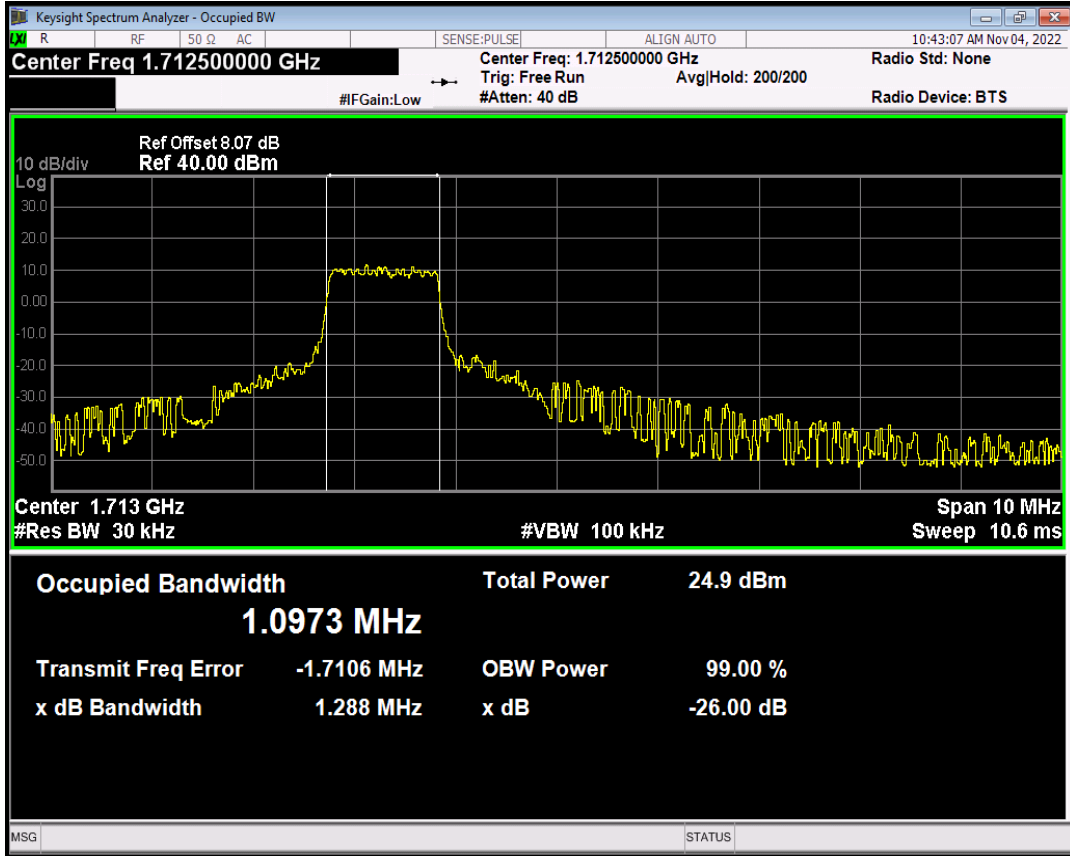 Keysight Spectrum Analyzer - Occupied BW
LXI R RF 50 Ω AC SENSE:PULSE ALIGN AUTO 10:43:07 AM Nov 04, 2022
Center Freq 1.712500000 GHz
Center Freq: 1.712500000 GHz
Radio Std: None
Trig: Free Run Avg|Hold: 200/200
#IFGain:Low #Atten: 40 dB Radio Device: BTS
Ref Offset 8.07 dB
10 dB/div Ref 40.00 dBm
Log
30.0
20.0
10.0
0.00
-10.0
-20.0
-30.0
-40.0
-50.0
Center 1.713 GHz Span 10 MHz
#Res BW 30 kHz #VBW 100 kHz Sweep 10.6 ms
Occupied Bandwidth Total Power 24.9 dBm
1.0973 MHz
Transmit Freq Error -1.7106 MHz OBW Power 99.00 %
x dB Bandwidth 1.288 MHz x dB -26.00 dB
MSG STATUS